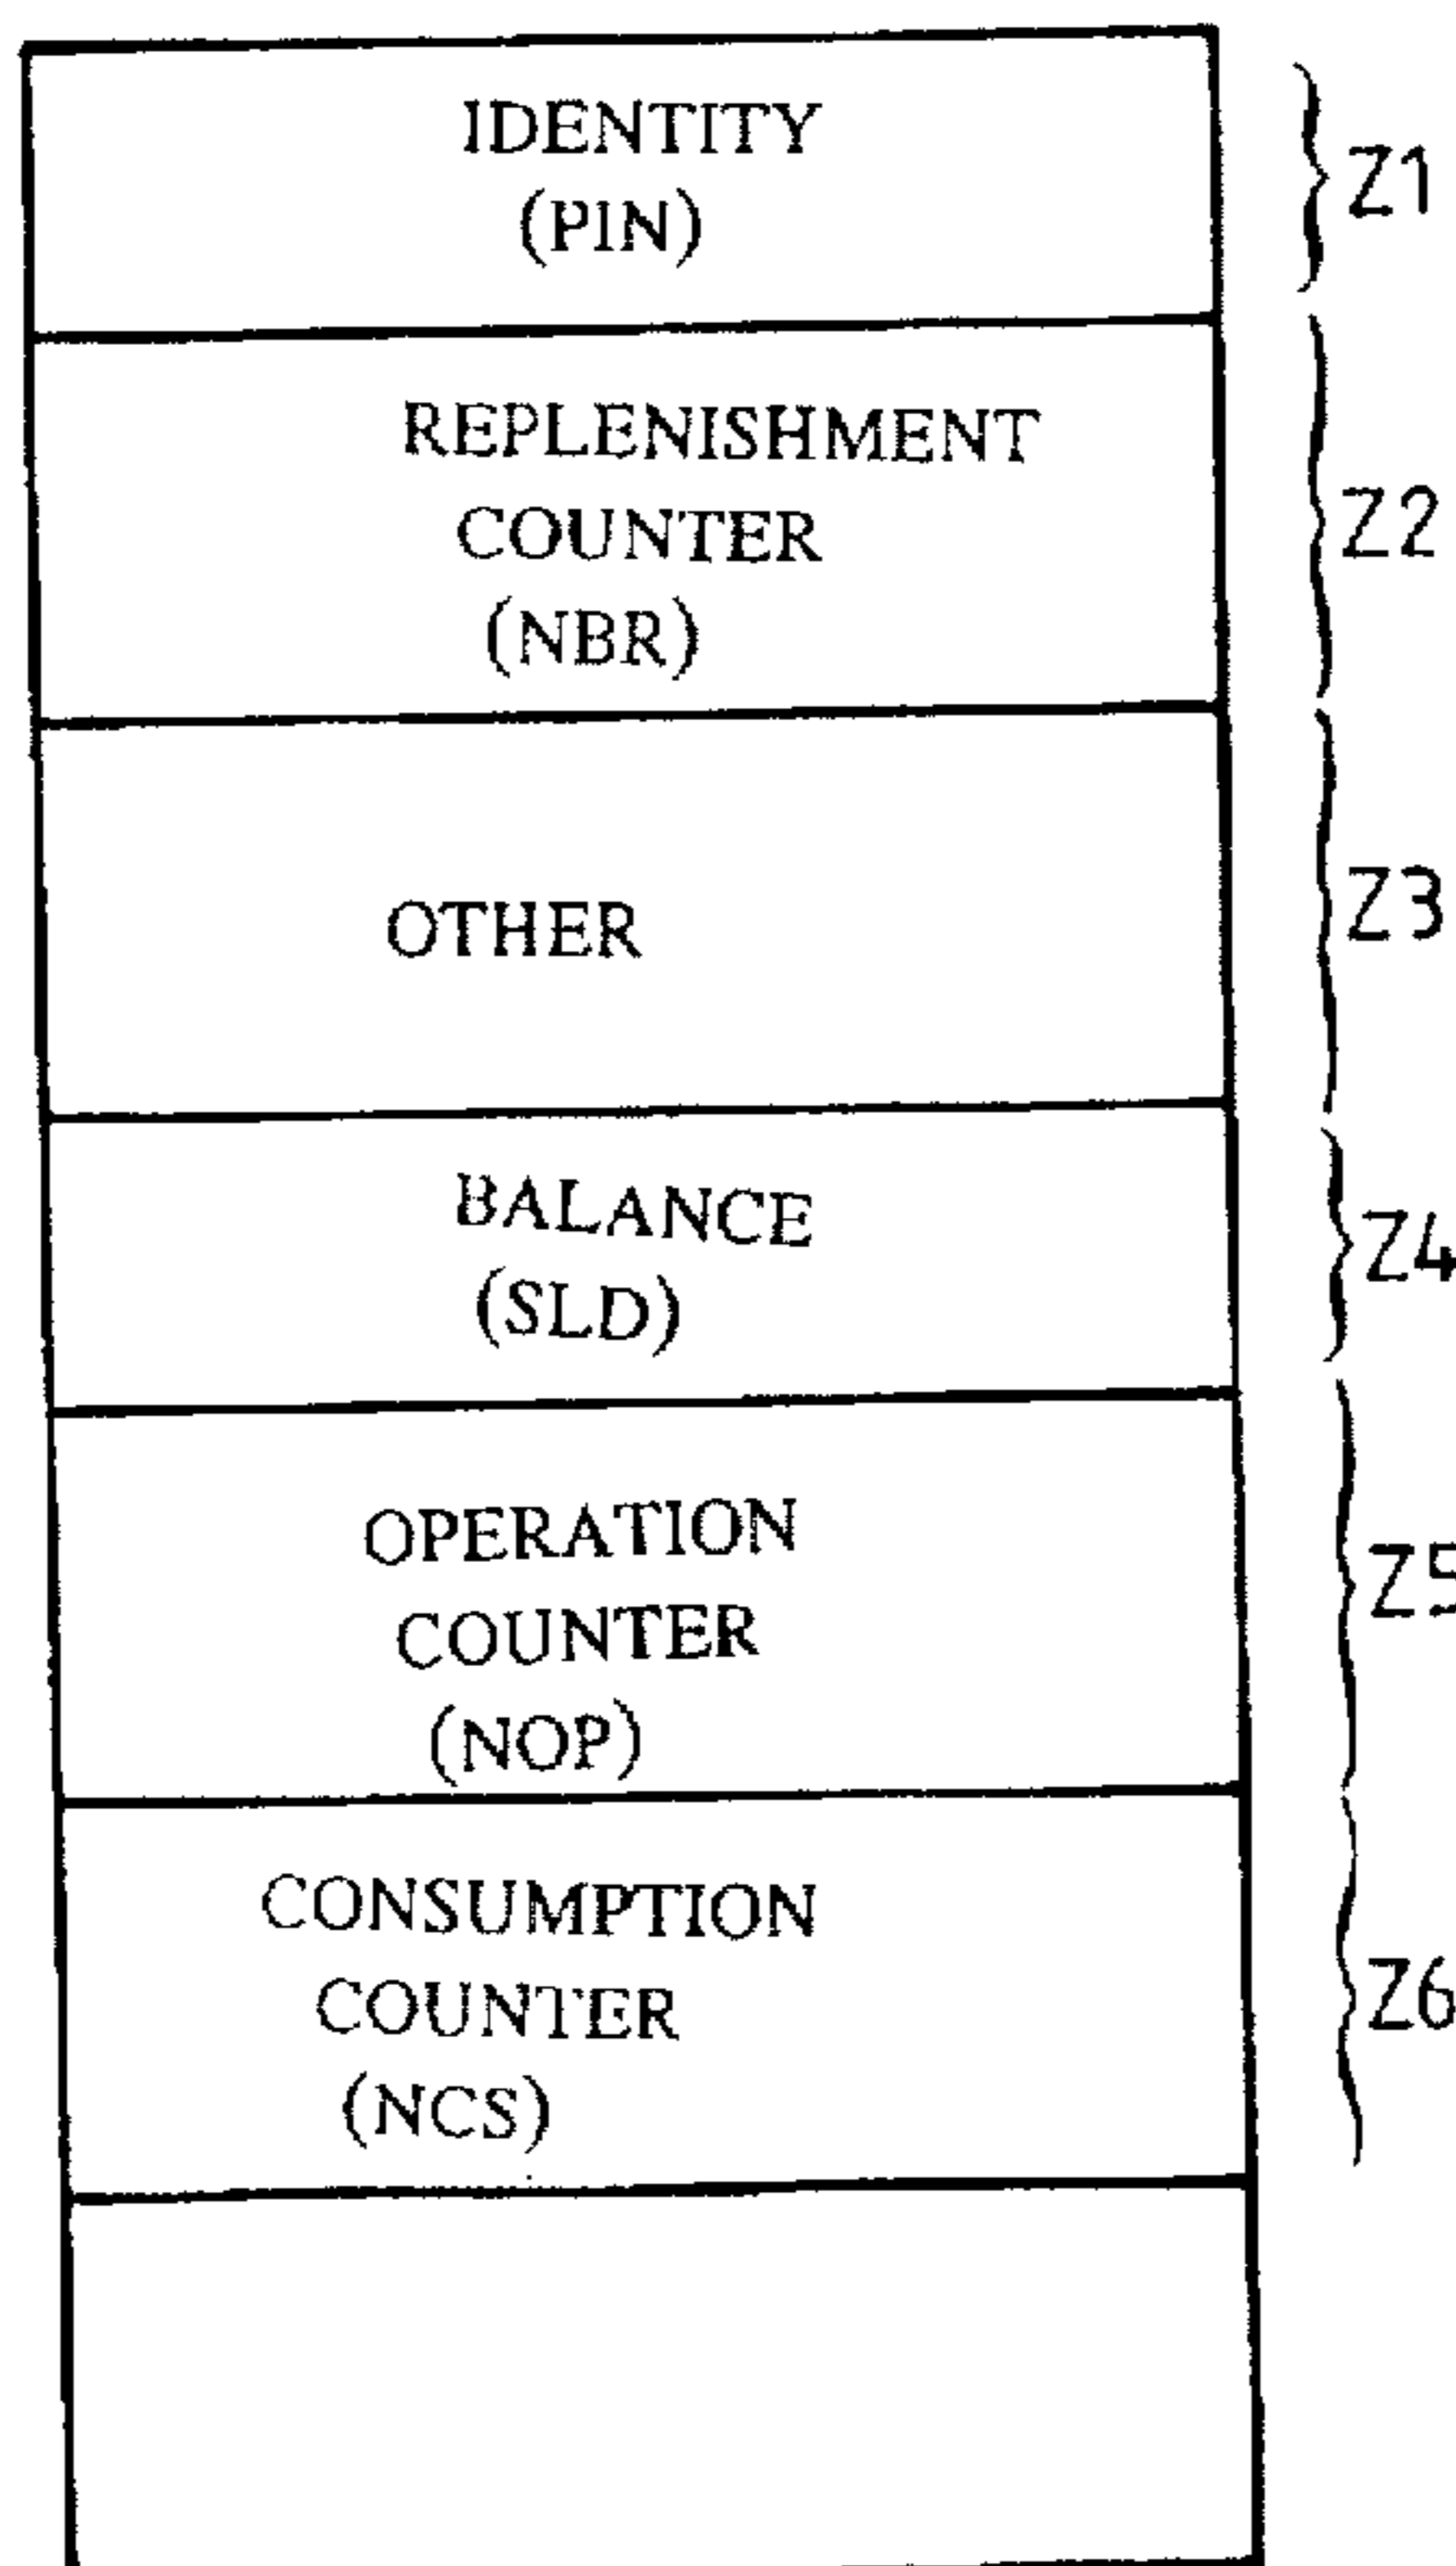 IDENTITY
(PIN)
Z1
REPLENISHMENT
COUNTER
(NBR)
Z2
OTHER
Z3
BALANCE
(SLD)
Z4
OPERATION
COUNTER
(NOP)
Z5
CONSUMPTION
COUNTER
(NCS)
Z6